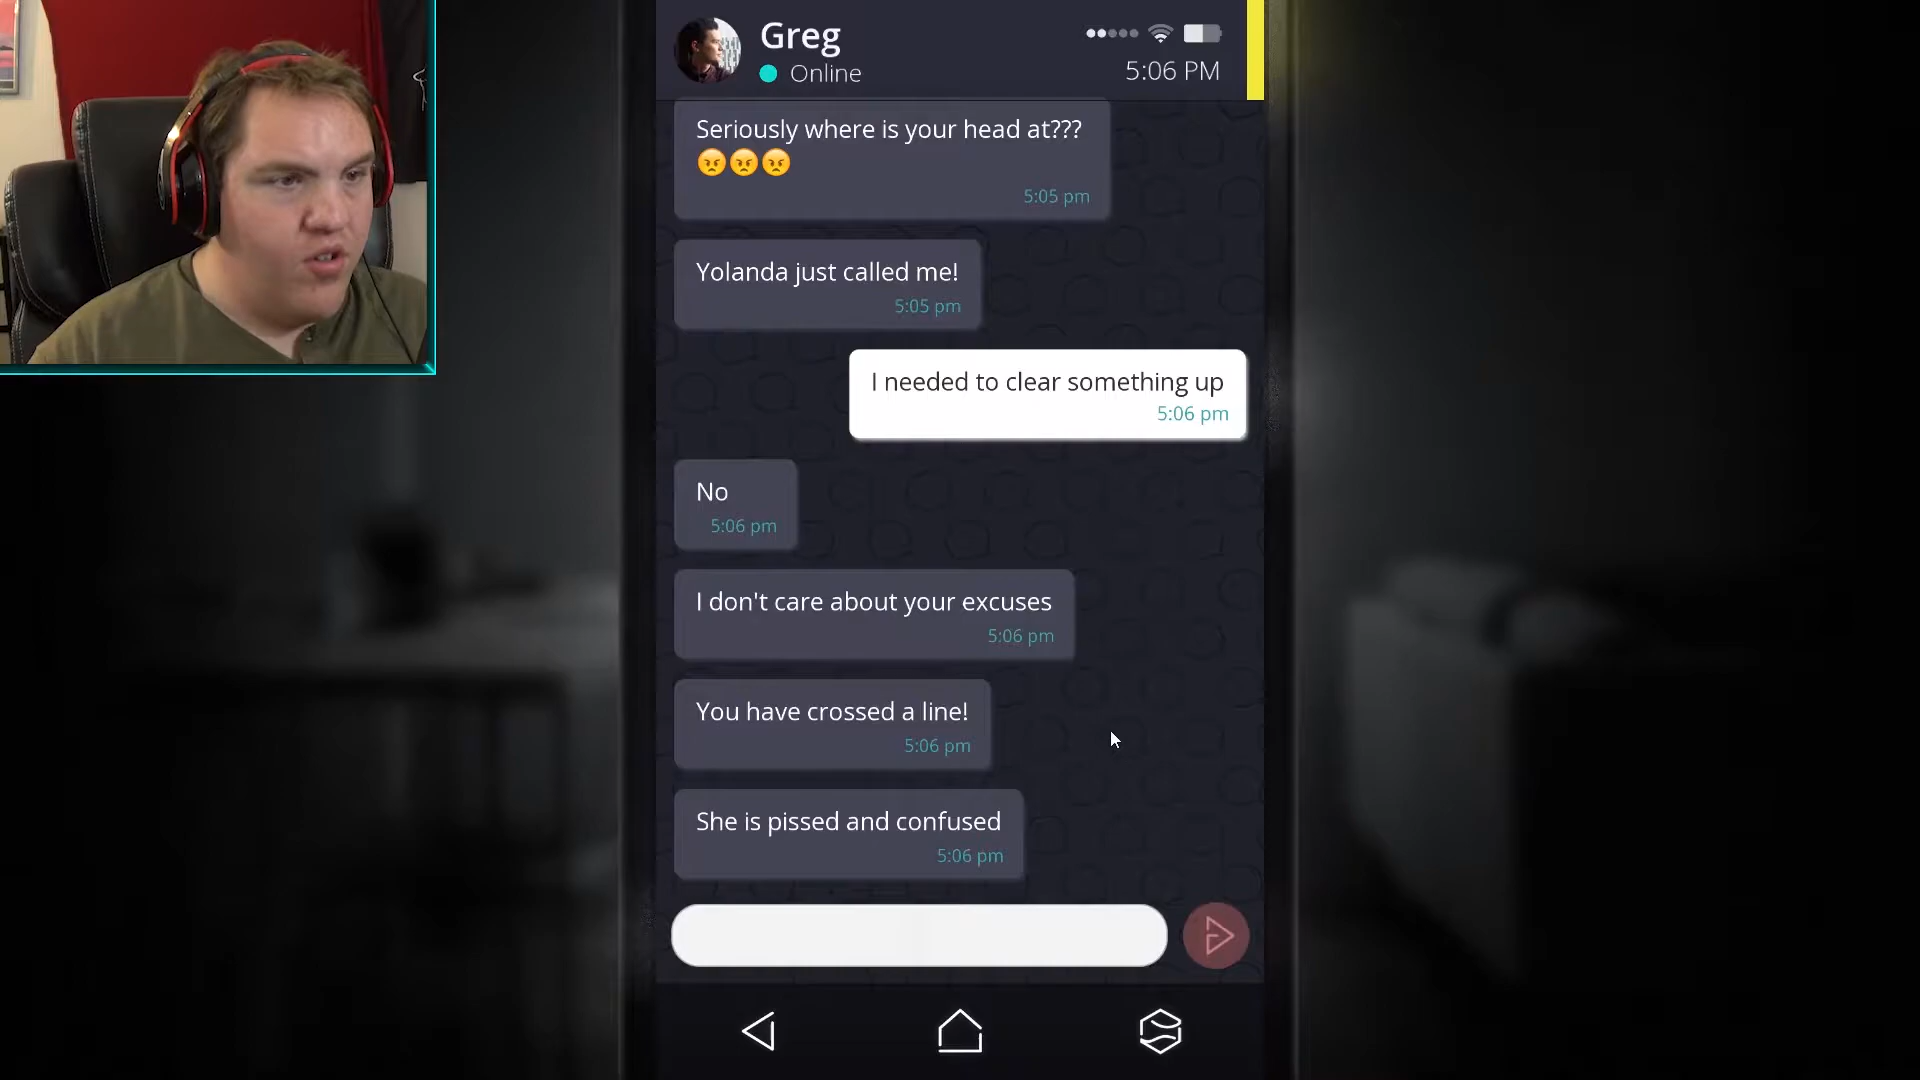 Greg
Online
5:06 PM
Seriously where is your head at???
😠😠😠
5:05 pm
Yolanda just called me!
5:05 pm
I needed to clear something up
5:06 pm
No
5:06 pm
I don't care about your excuses
5:06 pm
You have crossed a line!
5:06 pm
She is pissed and confused
5:06 pm